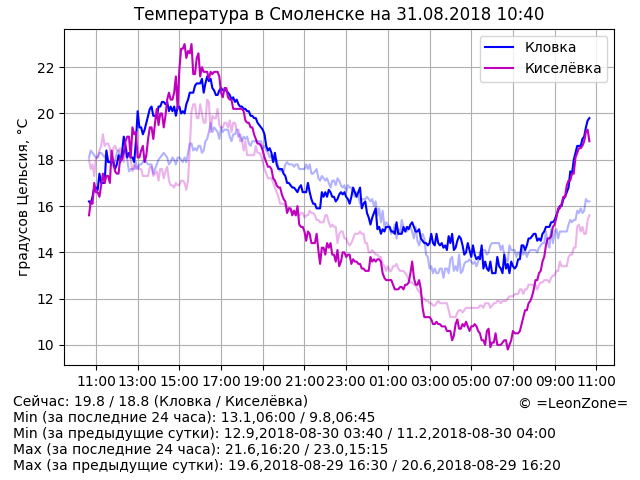 Температура в Смоленске на 31.08.2018 10:40
Кловка
Киселёвка
градусов Цельсия, °C
22
20
18
16
14
12
10
11:00 13:00 15:00 17:00 19:00 21:00 23:00 01:00 03:00 05:00 07:00 09:00 11:00
Сейчас: 19.8 / 18.8 (Кловка / Киселёвка)
© =LeonZone=
Min (за последние 24 часа): 13.1,06:00 / 9.8,06:45
Min (за предыдущие сутки): 12.9,2018-08-30 03:40 / 11.2,2018-08-30 04:00
Max (за последние 24 часа): 21.6,16:20 / 23.0,15:15
Max (за предыдущие сутки): 19.6,2018-08-29 16:30 / 20.6,2018-08-29 16:20